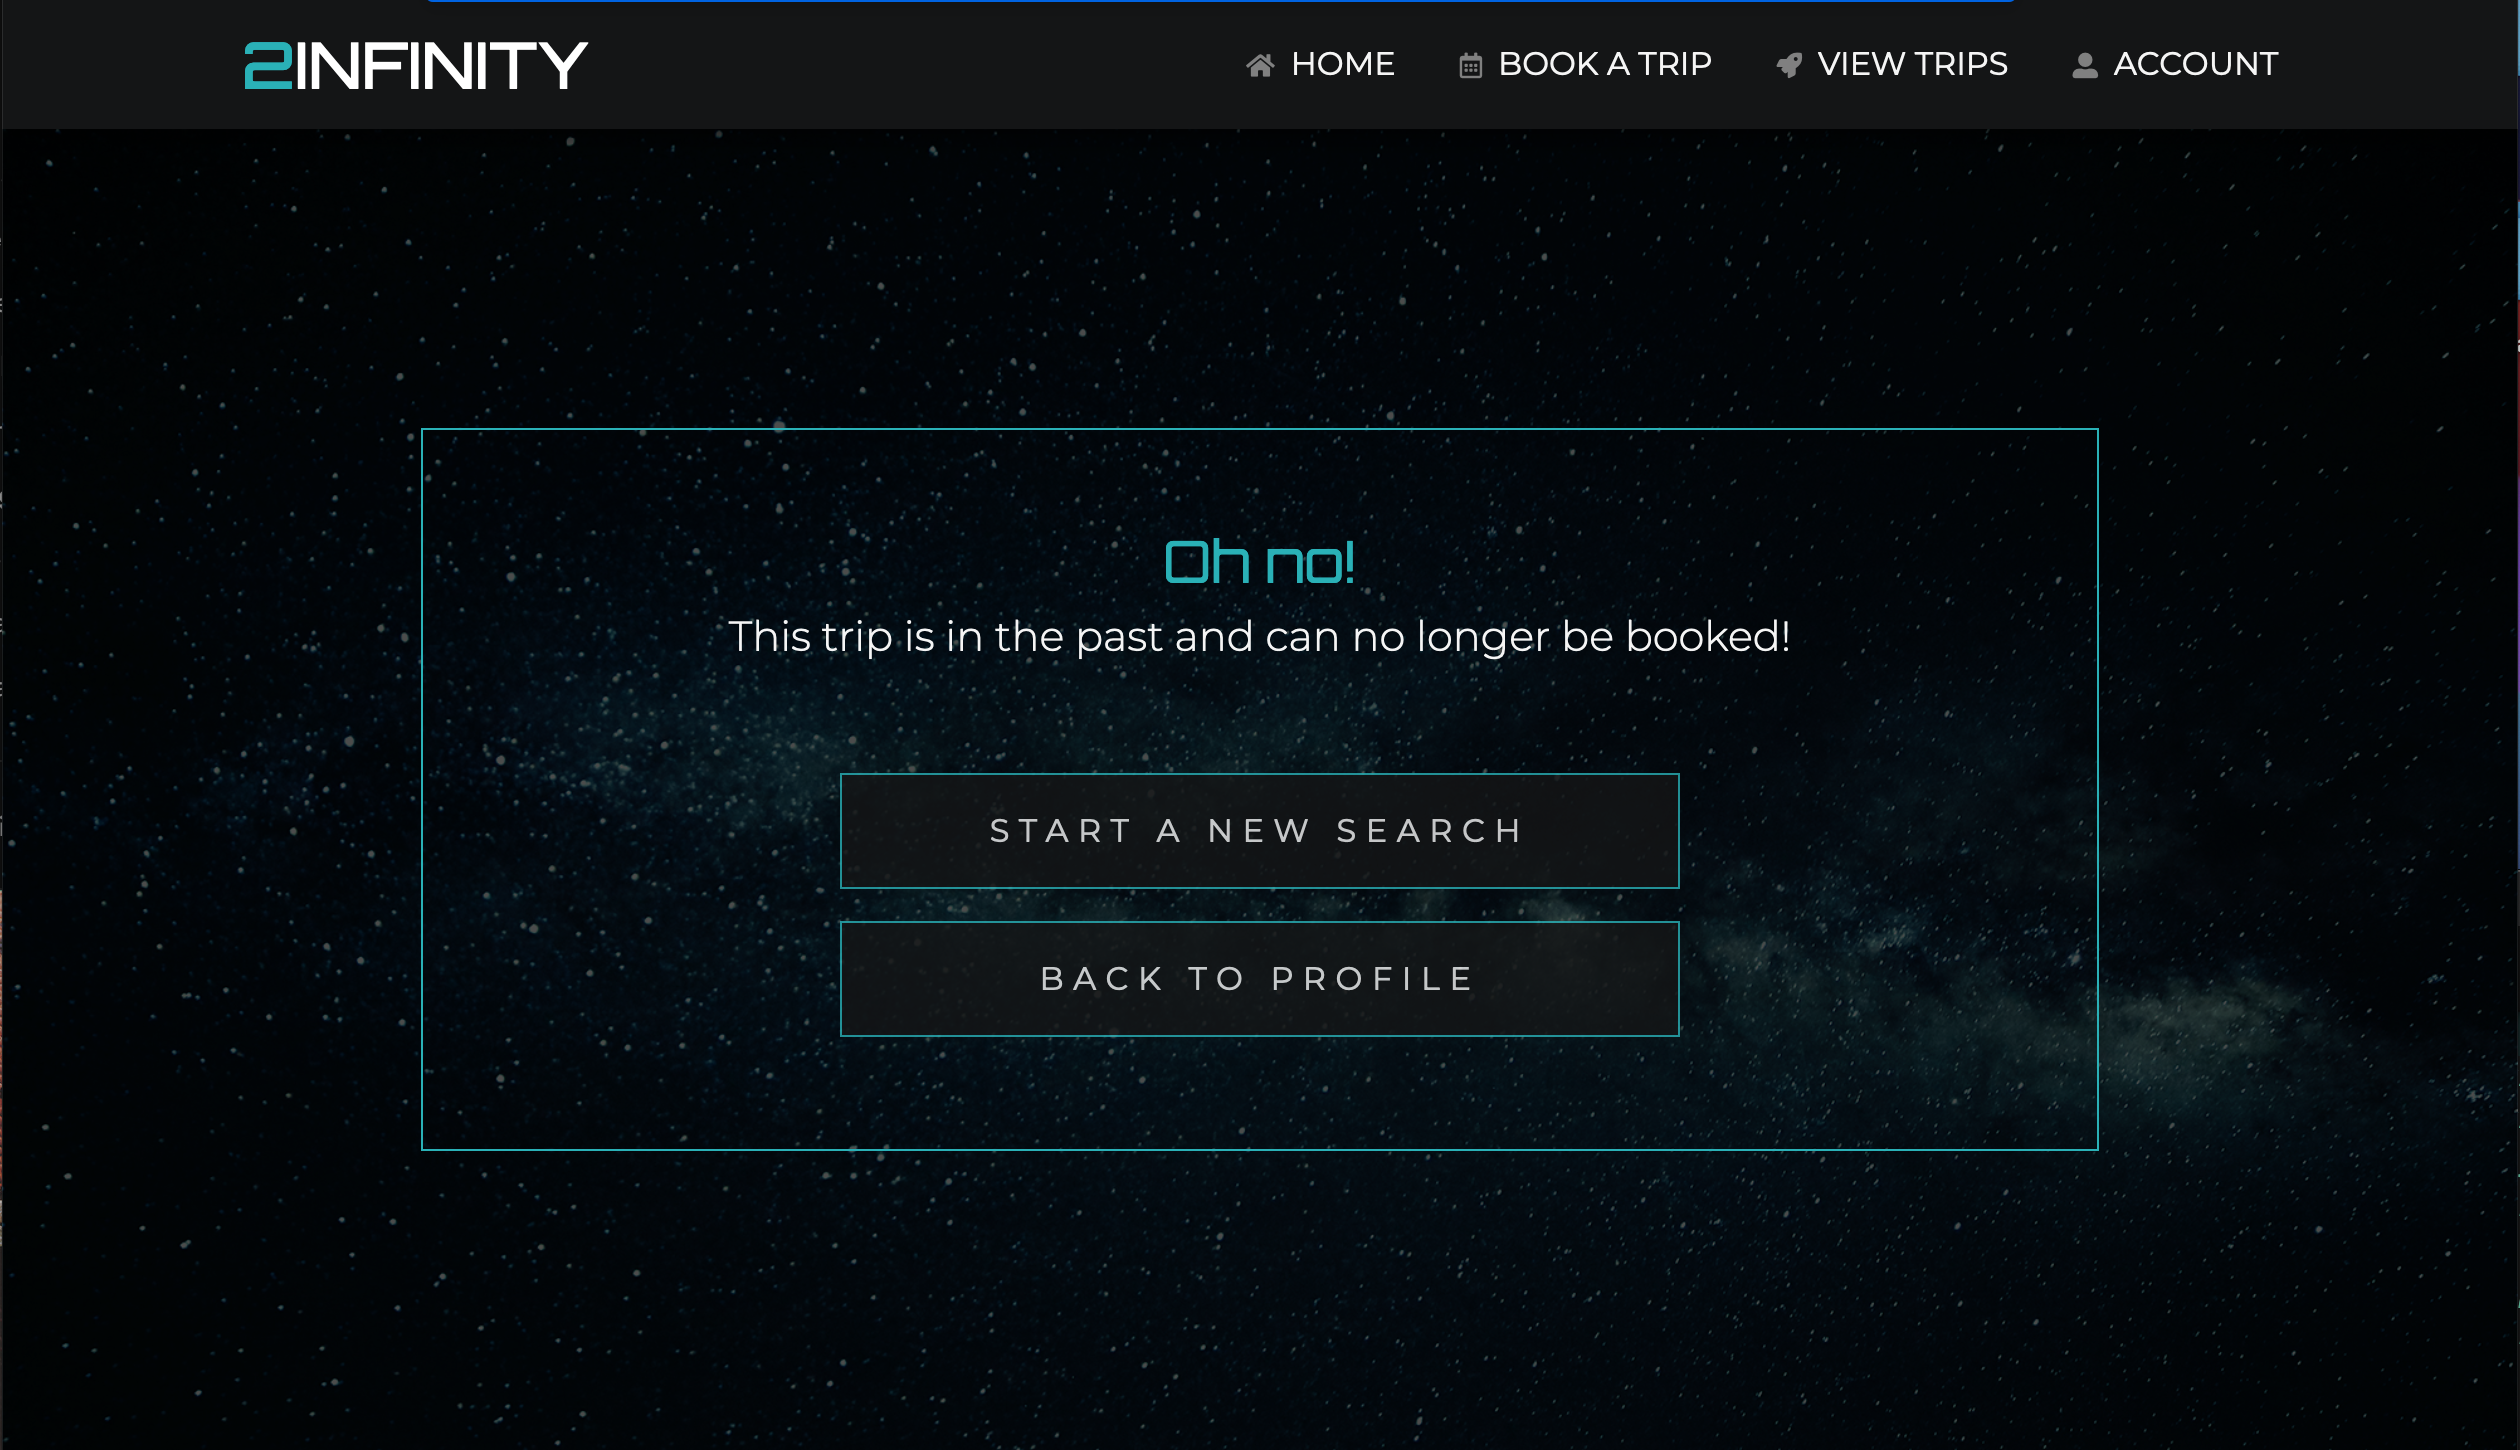 2INFINITY
HOME
BOOK A TRIP
VIEW TRIPS
ACCOUNT
Oh no!
This trip is in the past and can no longer be booked!
START A NEW SEARCH
BACK TO PROFILE